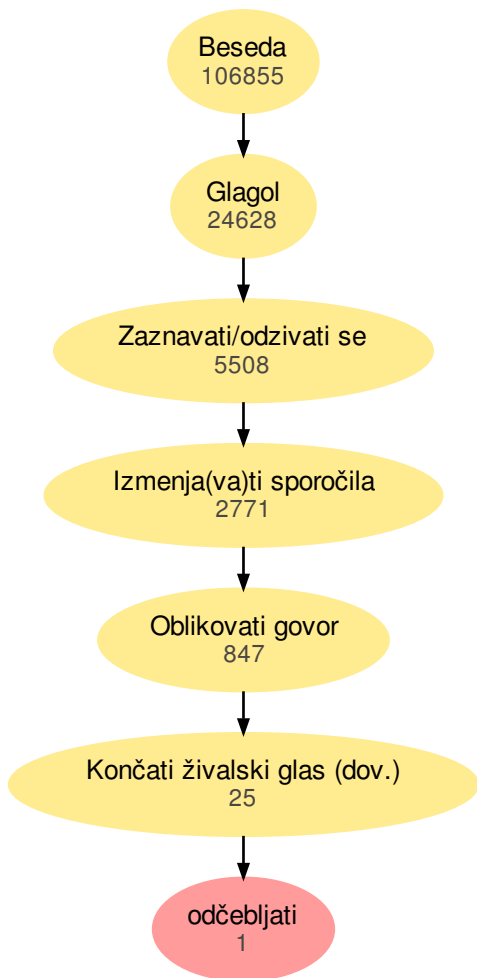 Beseda
106855
Glagol
24628
Zaznavati/odzivati se
5508
Izmenja(va)ti sporočila
2771
Oblikovati govor
847
Končati živalski glas (dov.)
25
odčebljati
1